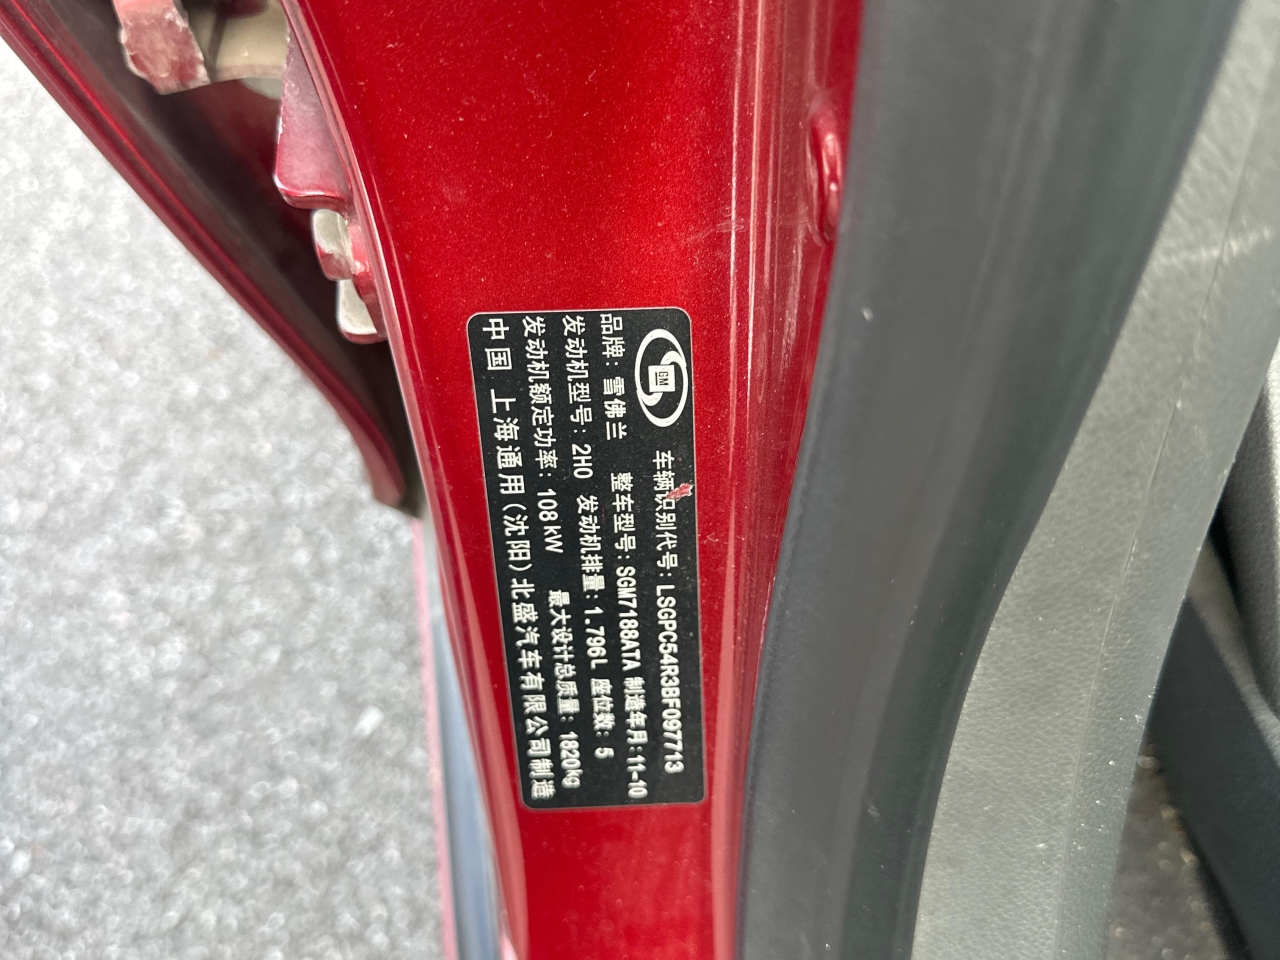 GM
车辆识别代号: LSGPC54R3BF097713
品牌: 雪佛兰 整车型号: SGM7188ATA 制造年月: 11-10
发动机型号: 2H0 发动机排量: 1.796L 座位数: 5
发动机额定功率: 108kW 最大设计总质量: 1820kg
中国 上海通用(沈阳)北盛汽车有限公司制造